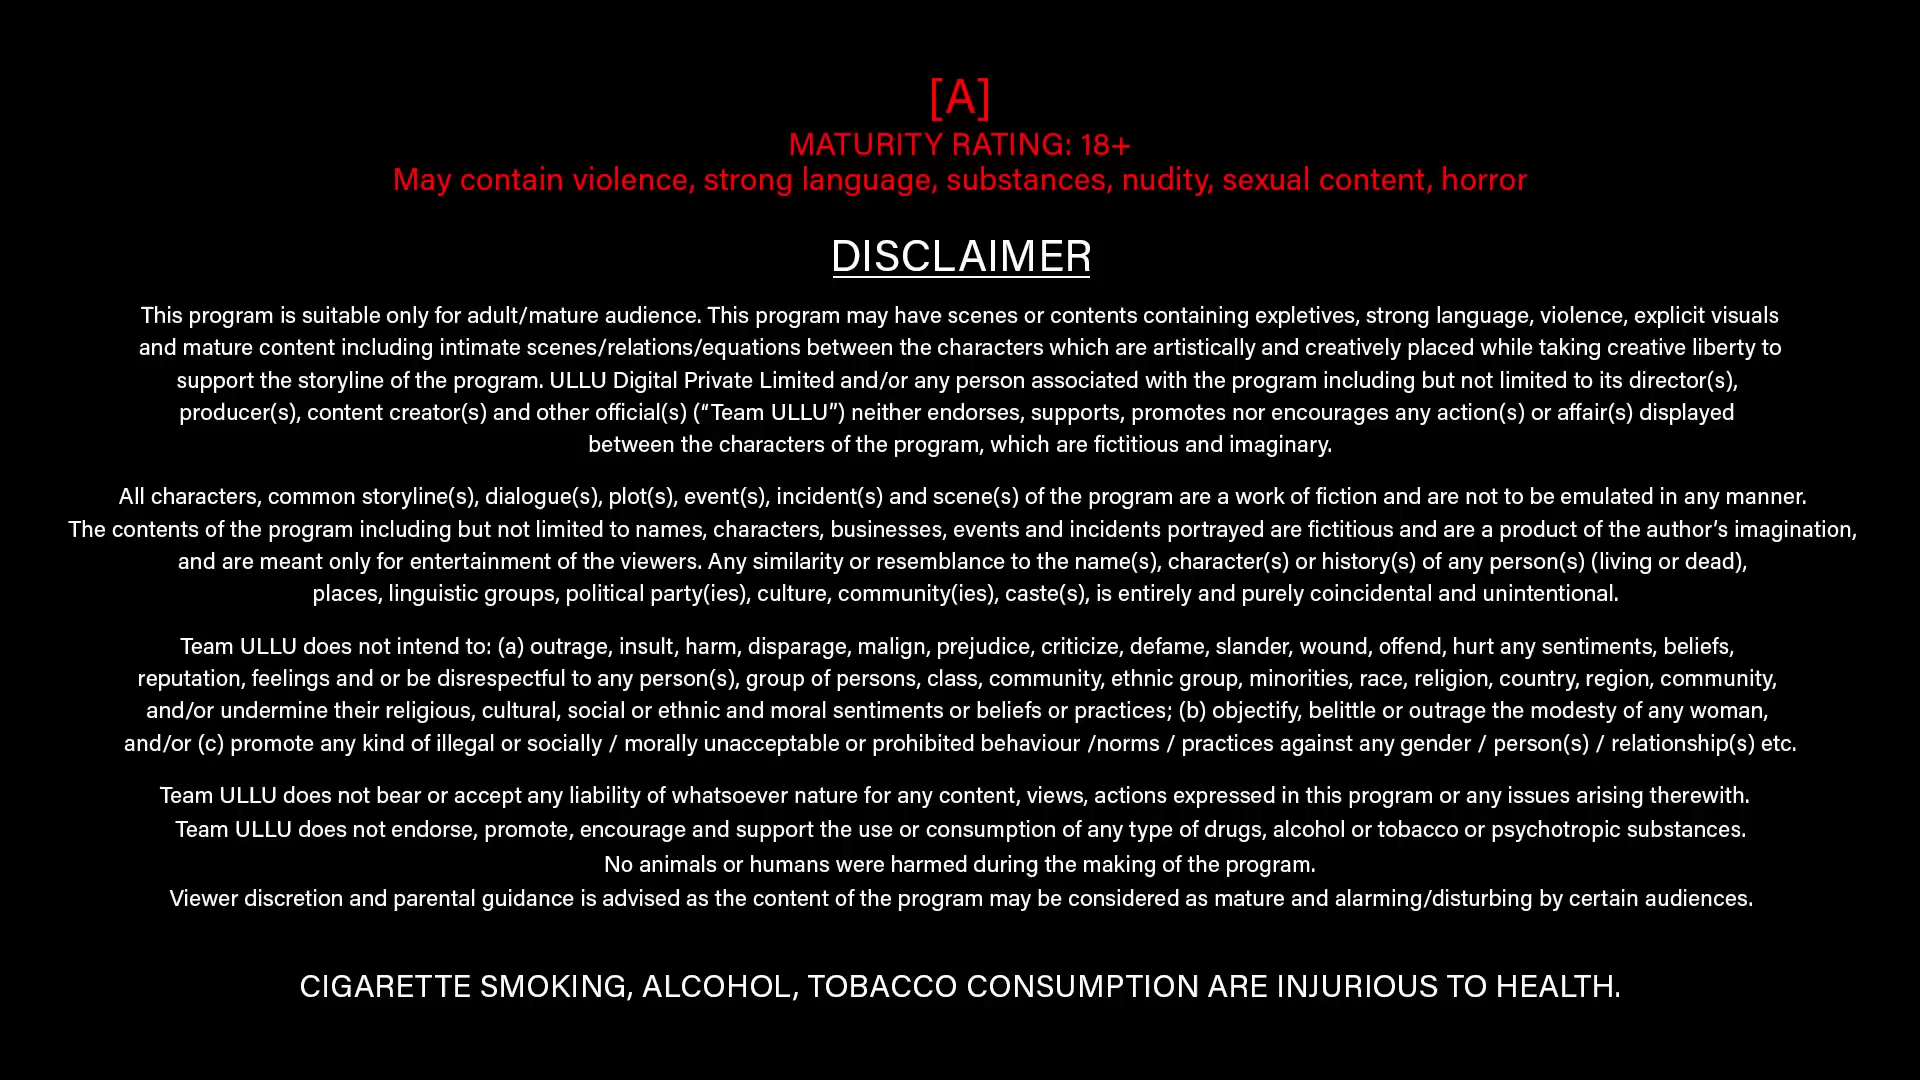 [A]
MATURITY RATING: 18+
May contain violence, strong language, substances, nudity, sexual content, horror
DISCLAIMER
This program is suitable only for adult/mature audience. This program may have scenes or contents containing expletives, strong language, violence, explicit visuals
and mature content including intimate scenes/relations/equations between the characters which are artistically and creatively placed while taking creative liberty to
support the storyline of the program. ULLU Digital Private Limited and/or any person associated with the program including but not limited to its director(s),
producer(s), content creator(s) and other official(s) (“Team ULLU”) neither endorses, supports, promotes nor encourages any action(s) or affair(s) displayed
between the characters of the program, which are fictitious and imaginary.
All characters, common storyline(s), dialogue(s), plot(s), event(s), incident(s) and scene(s) of the program are a work of fiction and are not to be emulated in any manner.
The contents of the program including but not limited to names, characters, businesses, events and incidents portrayed are fictitious and are a product of the author’s imagination,
and are meant only for entertainment of the viewers. Any similarity or resemblance to the name(s), character(s) or history(s) of any person(s) (living or dead),
places, linguistic groups, political party(ies), culture, community(ies), caste(s), is entirely and purely coincidental and unintentional.
Team ULLU does not intend to: (a) outrage, insult, harm, disparage, malign, prejudice, criticize, defame, slander, wound, offend, hurt any sentiments, beliefs,
reputation, feelings and or be disrespectful to any person(s), group of persons, class, community, ethnic group, minorities, race, religion, country, region, community,
and/or undermine their religious, cultural, social or ethnic and moral sentiments or beliefs or practices; (b) objectify, belittle or outrage the modesty of any woman,
and/or (c) promote any kind of illegal or socially / morally unacceptable or prohibited behaviour /norms / practices against any gender / person(s) / relationship(s) etc.
Team ULLU does not bear or accept any liability of whatsoever nature for any content, views, actions expressed in this program or any issues arising therewith.
Team ULLU does not endorse, promote, encourage and support the use or consumption of any type of drugs, alcohol or tobacco or psychotropic substances.
No animals or humans were harmed during the making of the program.
Viewer discretion and parental guidance is advised as the content of the program may be considered as mature and alarming/disturbing by certain audiences.
CIGARETTE SMOKING, ALCOHOL, TOBACCO CONSUMPTION ARE INJURIOUS TO HEALTH.